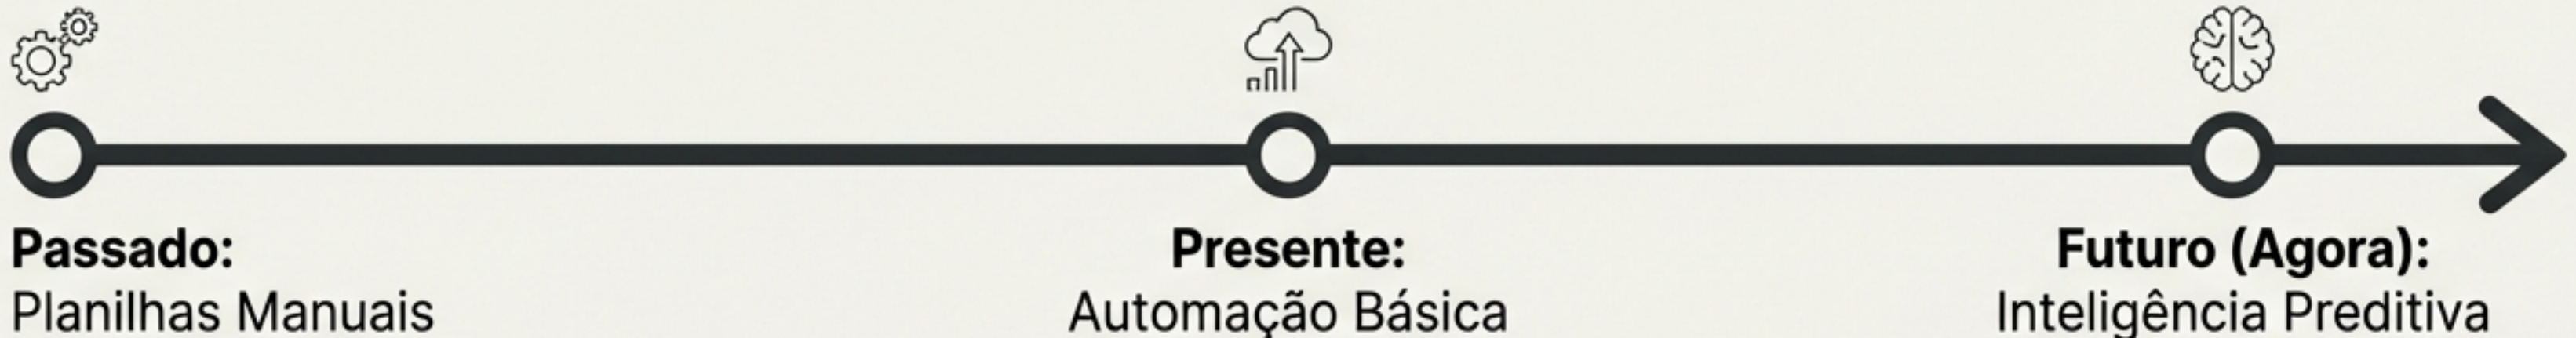 Passado:
Planilhas Manuais
Presente:
Automação Básica
Futuro (Agora):
Inteligência Preditiva